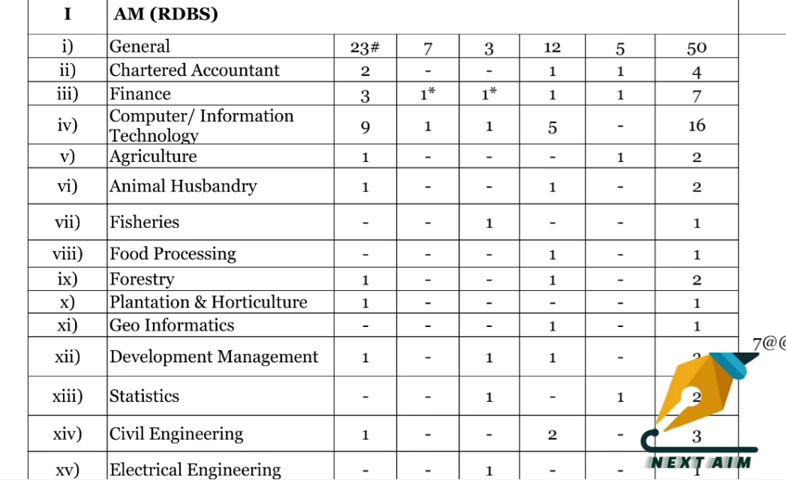 I AM (RDBS)
i) General 23# 7 3 12 5 50
ii) Chartered Accountant 2 - - 1 1 4
iii) Finance 3 1* 1* 1 1 7
iv) Computer/ Information Technology 9 1 1 5 - 16
v) Agriculture 1 - - - 1 2
vi) Animal Husbandry 1 - - 1 - 2
vii) Fisheries - - 1 - - 1
viii) Food Processing - - - 1 - 1
ix) Forestry 1 - - 1 - 2
x) Plantation & Horticulture 1 - - - - 1
xi) Geo Informatics - - - 1 - 1
7@@
xii) Development Management 1 - 1 1 -
xiii) Statistics - - 1 - 1 2
xiv) Civil Engineering 1 - - 2 - 3
xv) Electrical Engineering - - 1 - - 1
NEXT AIM